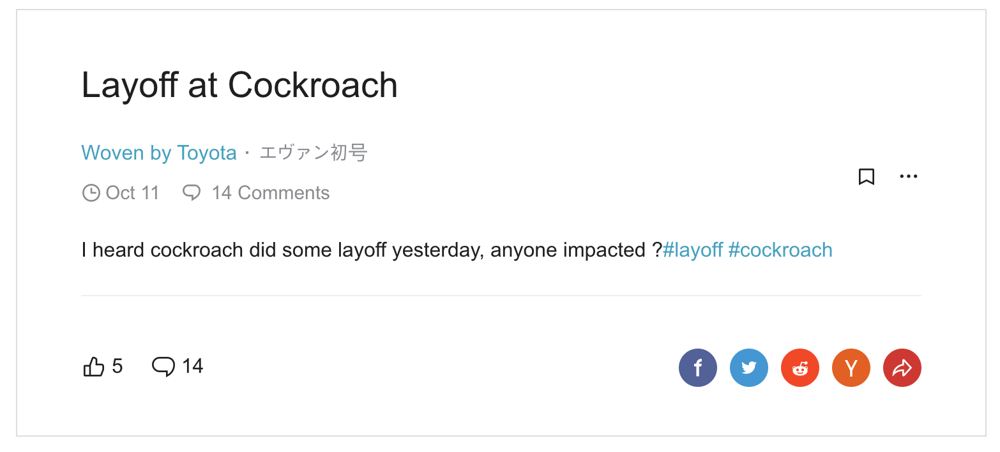 Layoff at Cockroach
Woven by Toyota · エヴァン初号
Oct 11 14 Comments
I heard cockroach did some layoff yesterday, anyone impacted ?#layoff #cockroach
5 14 f Y